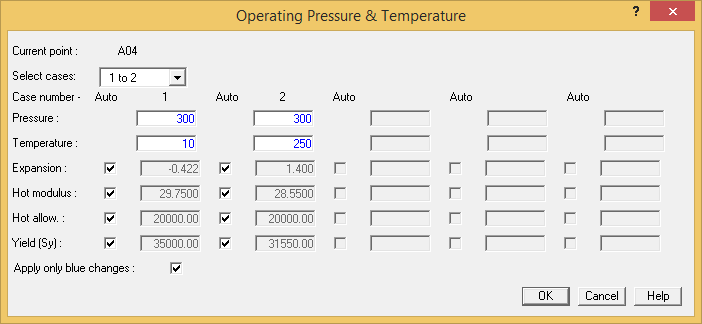 Operating Pressure & Temperature
?
Current point : A04
Select cases: 1 to 2
Case number - Auto 1 Auto 2 Auto Auto Auto
Pressure : 300 300
Temperature : 10 250
Expansion : -0.422 1.400
Hot modulus : 29.7500 28.5500
Hot allow. : 20000.00 20000.00
Yield (Sy) : 35000.00 31550.00
Apply only blue changes :
OK Cancel Help